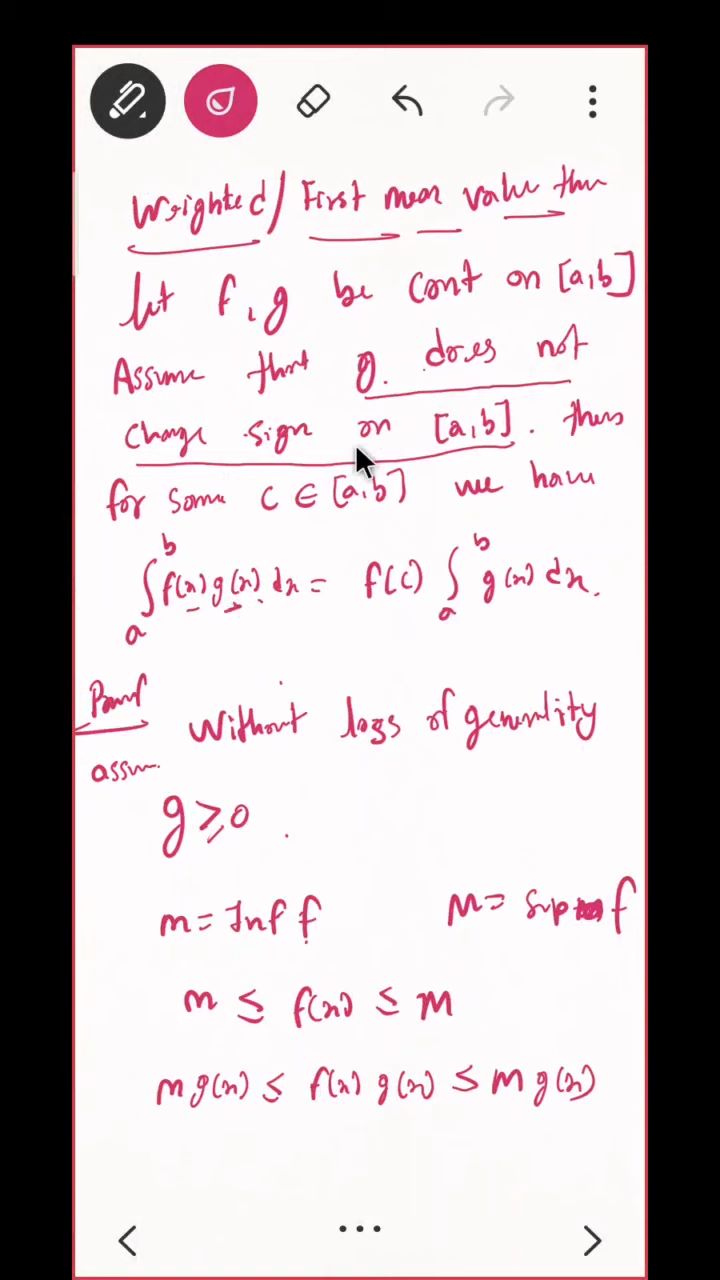 Weighted / First mean value thm
let f, g be cont on [a,b]
Assume that g. does not
change sign on [a,b]. then
for some c ∈ [a,b] we have
∫_a^b f(x) g(x) dx = f(c) ∫_a^b g(x) dx.
Proof Without loss of generality
assum.
g ≥ 0.
m = Inf f M = Sup f
m ≤ f(x) ≤ M
m g(x) ≤ f(x) g(x) ≤ M g(x)